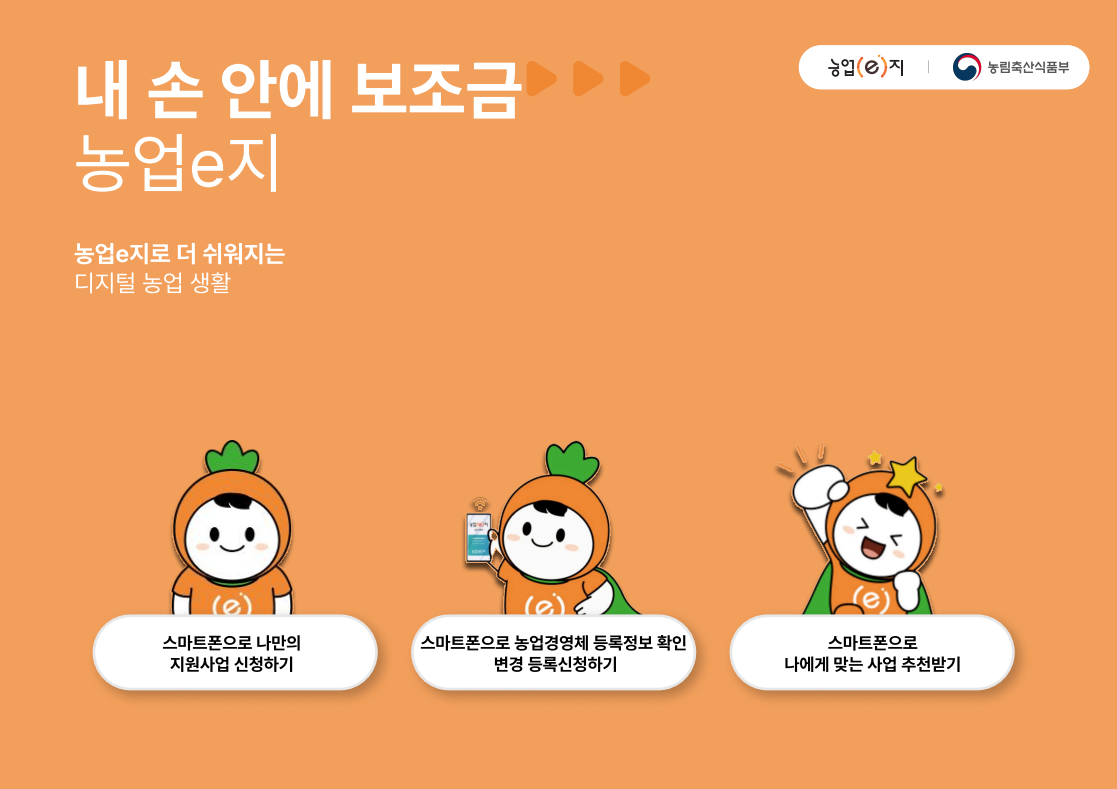 내 손 안에 보조금
농업e지
농업(e)지
농림축산식품부
농업e지로 더 쉬워지는
디지털 농업 생활
(e)
농업(e)지
(e)
(e)
스마트폰으로 나만의
지원사업 신청하기
스마트폰으로 농업경영체 등록정보 확인
변경 등록신청하기
스마트폰으로
나에게 맞는 사업 추천받기